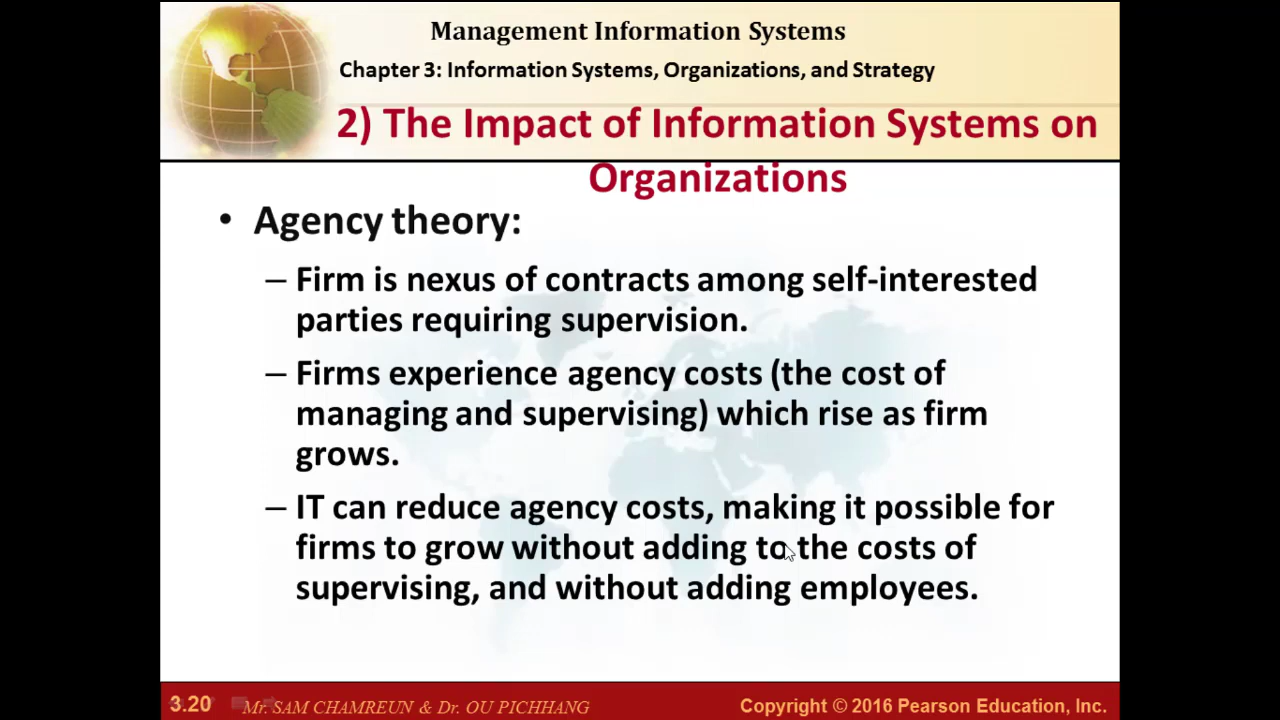 Management Information Systems
Chapter 3: Information Systems, Organizations, and Strategy
2) The Impact of Information Systems on
Organizations
• Agency theory:
– Firm is nexus of contracts among self-interested
parties requiring supervision.
– Firms experience agency costs (the cost of
managing and supervising) which rise as firm
grows.
– IT can reduce agency costs, making it possible for
firms to grow without adding to the costs of
supervising, and without adding employees.
3.20 Mr. SAM CHAMREUN & Dr. OU PICHHANG Copyright © 2016 Pearson Education, Inc.